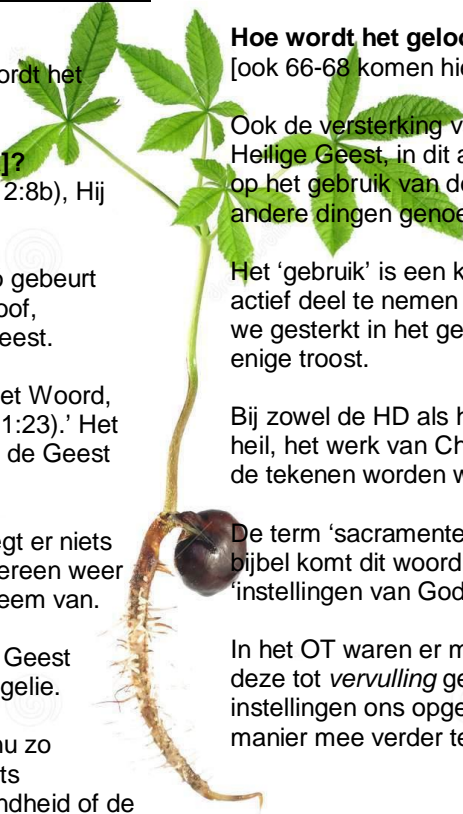 ordt het
]?
2:8b), Hij
o gebeurt
oof,
eest.
et Woord,
1:23).' Het
de Geest
gt er niets
ereen weer
eem van.
Geest
gelie.
nu zo
ts
ndheid of de
Hoe wordt het geloo
[ook 66-68 komen hie
Ook de versterking v
Heilige Geest, in dit a
op het gebruik van de
andere dingen genoe
Het ‘gebruik’ is een k
actief deel te nemen
we gesterkt in het ge
enige troost.
Bij zowel de HD als h
heil, het werk van Ch
de tekenen worden w
De term ‘sacramente
bijbel komt dit woord
‘instellingen van God
In het OT waren er m
deze tot vervulling ge
instellingen ons opge
manier mee verder te